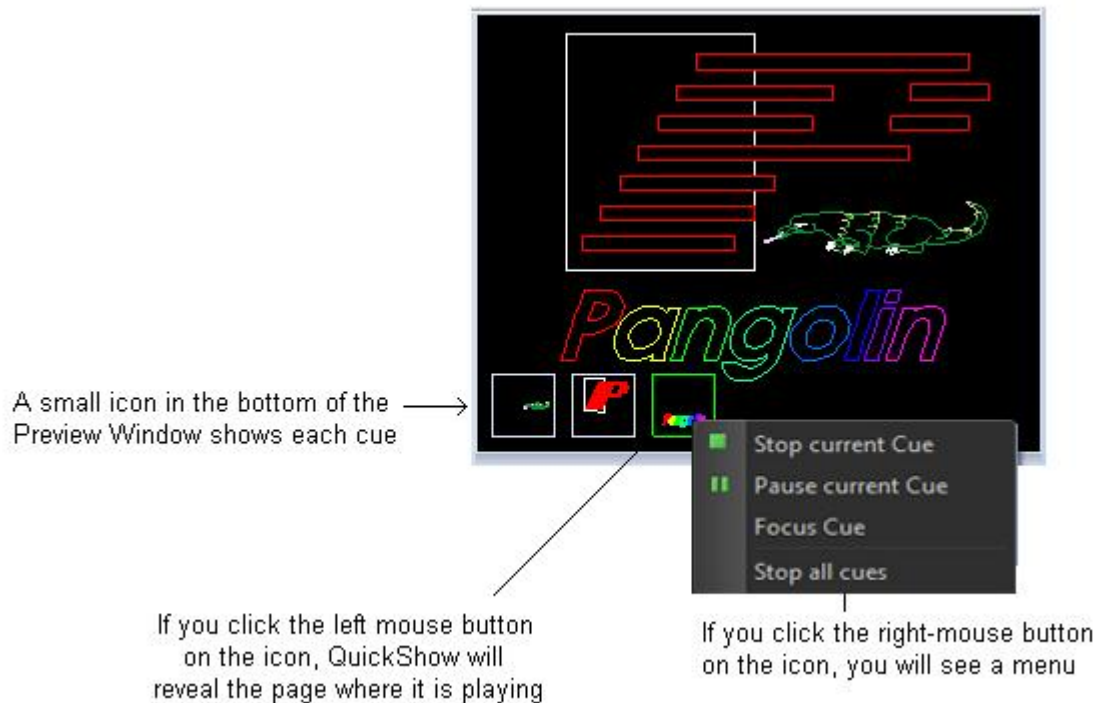 Pangolin
A small icon in the bottom of the
Preview Window shows each cue
Stop current Cue
Pause current Cue
Focus Cue
Stop all cues
If you click the left mouse button
on the icon, QuickShow will
reveal the page where it is playing
If you click the right-mouse button
on the icon, you will see a menu